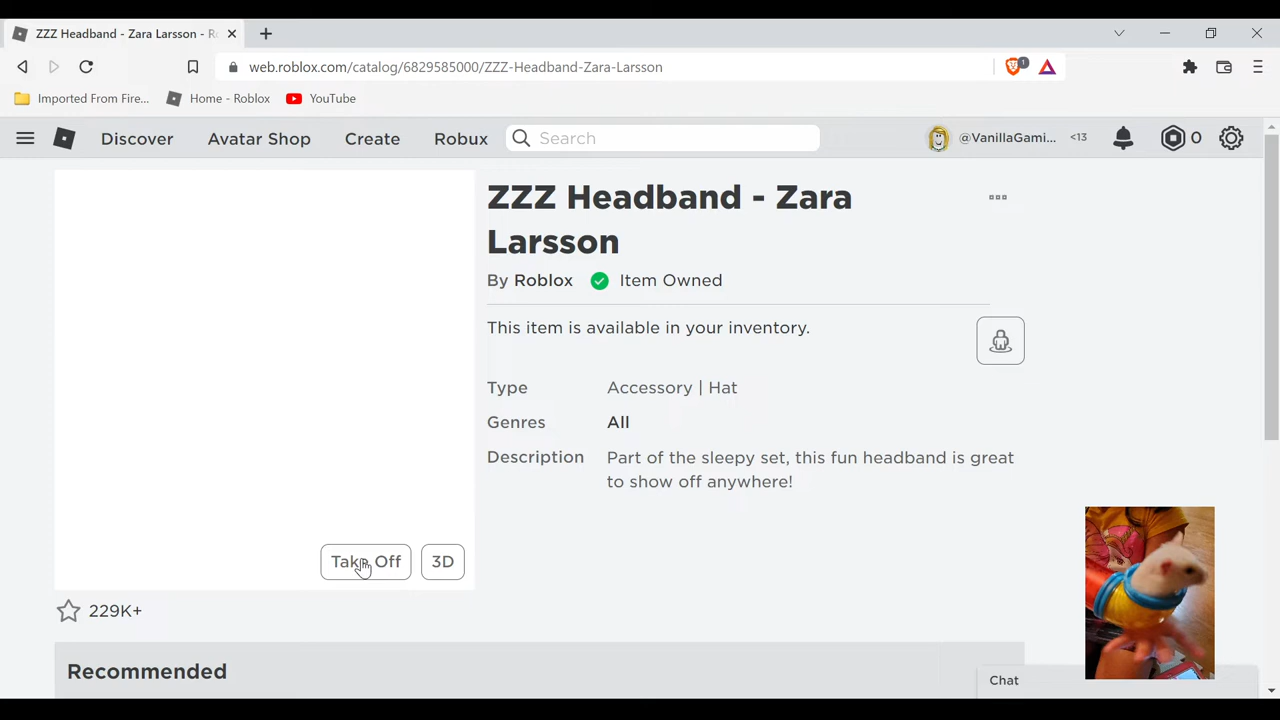 ZZZ Headband - Zara Larsson - Ro
web.roblox.com/catalog/6829585000/ZZZ-Headband-Zara-Larsson
1
Imported From Fire...
Home - Roblox
YouTube
Discover
Avatar Shop
Create
Robux
Search
@VanillaGami...
<13
0
ZZZ Headband - Zara
Larsson
By Roblox
Item Owned
This item is available in your inventory.
Type
Accessory | Hat
Genres
All
Description
Part of the sleepy set, this fun headband is great
to show off anywhere!
Take Off
3D
229K+
Recommended
Chat